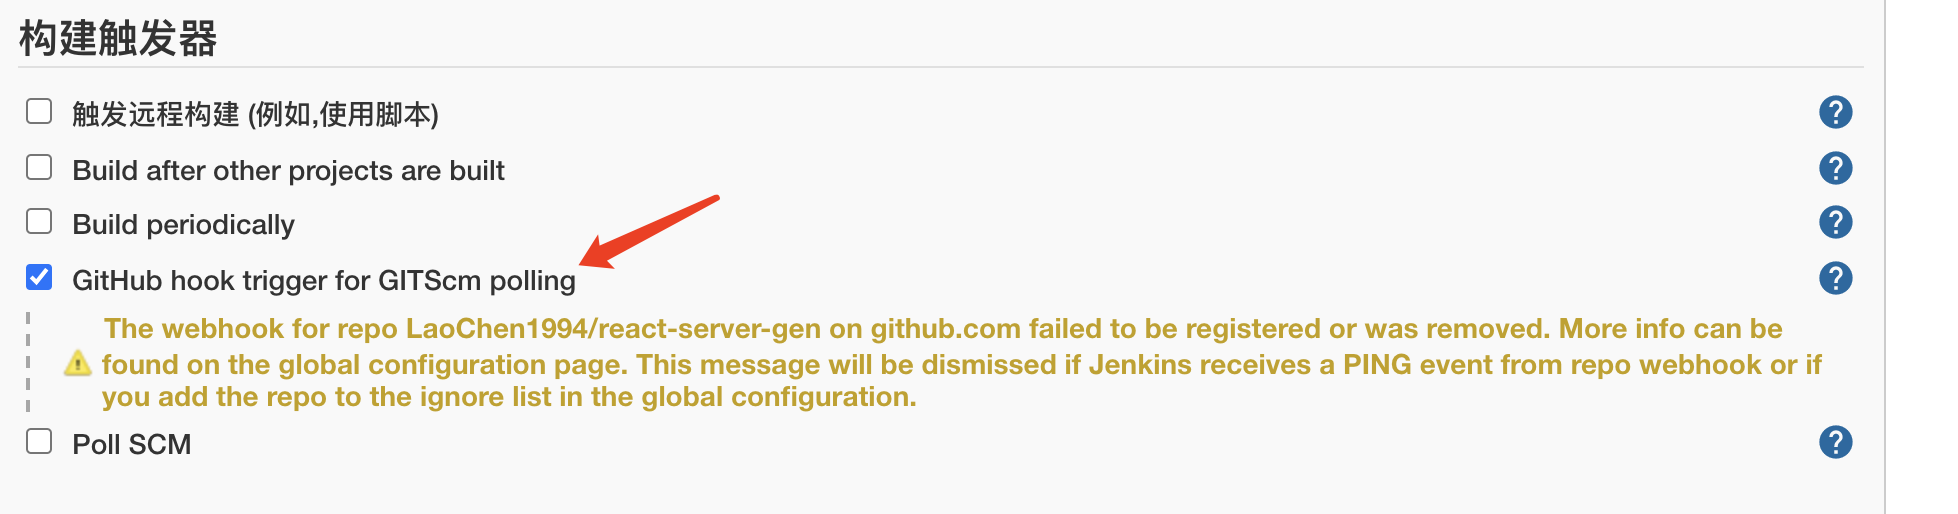 构建触发器
触发远程构建 (例如,使用脚本)
Build after other projects are built
Build periodically
GitHub hook trigger for GITScm polling
The webhook for repo LaoChen1994/react-server-gen on github.com failed to be registered or was removed. More info can be
found on the global configuration page. This message will be dismissed if Jenkins receives a PING event from repo webhook or if
you add the repo to the ignore list in the global configuration.
Poll SCM